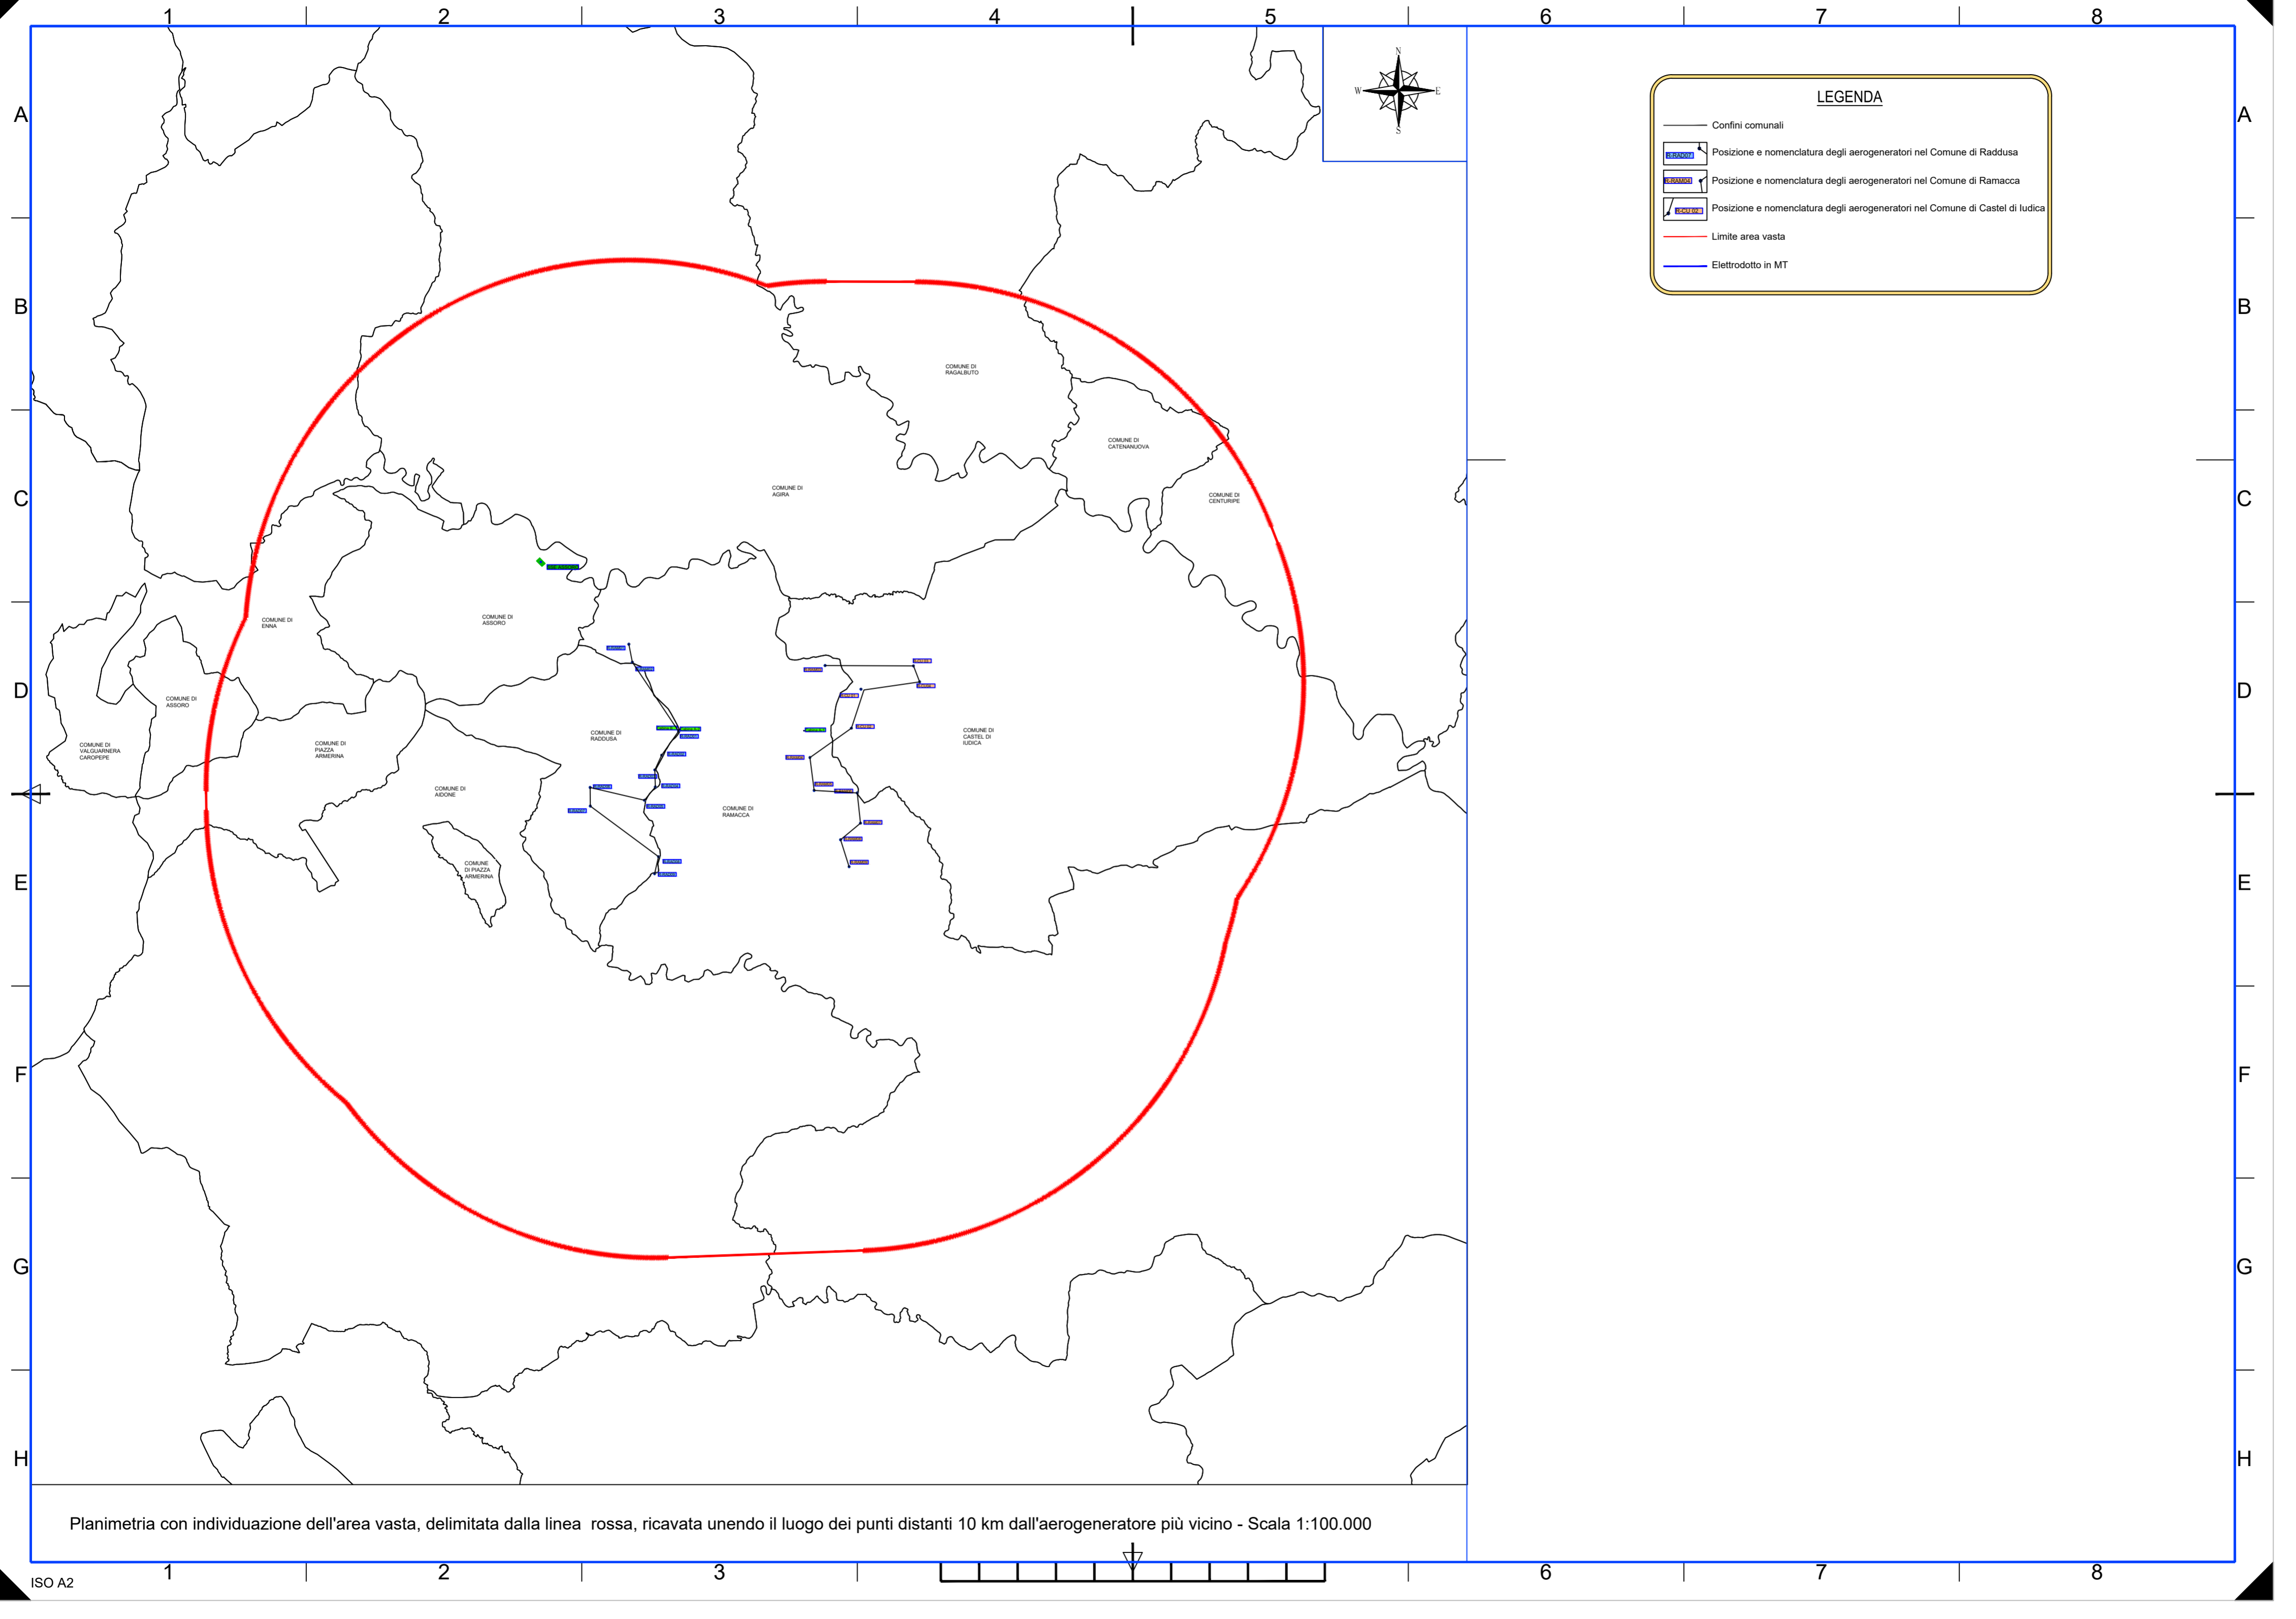 1 2 3 4 5 6 7 8
A A
B B
C C
D D
E E
F F
G G
H H
N
W E
S
LEGENDA
Confini comunali
Posizione e nomenclatura degli aerogeneratori nel Comune di Raddusa
Posizione e nomenclatura degli aerogeneratori nel Comune di Ramacca
Posizione e nomenclatura degli aerogeneratori nel Comune di Castel di Iudica
Limite area vasta
Elettrodotto in MT
COMUNE DI
RAGALBUTO
COMUNE DI
CATENANUOVA
COMUNE DI
AGIRA
COMUNE DI
CENTURIPE
COMUNE DI
ENNA
COMUNE DI
ASSORO
COMUNE DI
ASSORO
COMUNE DI
VALGUARNERA
CAROPEPE
COMUNE DI
PIAZZA
ARMERINA
COMUNE DI
RADDUSA
COMUNE DI
CASTEL DI
IUDICA
COMUNE DI
AIDONE
COMUNE DI
RAMACCA
COMUNE
DI PIAZZA
ARMERINA
Planimetria con individuazione dell'area vasta, delimitata dalla linea rossa, ricavata unendo il luogo dei punti distanti 10 km dall'aerogeneratore più vicino - Scala 1:100.000
1 2 3 6 7 8
ISO A2